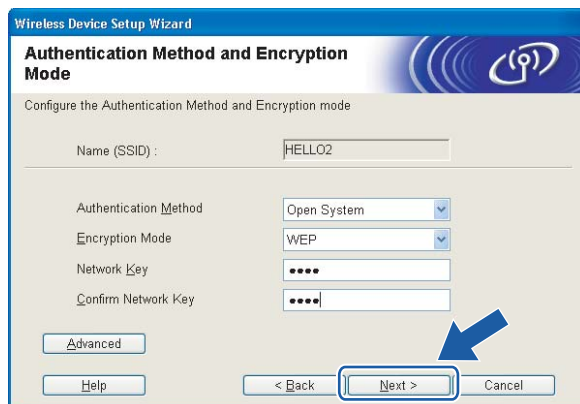 Wireless Device Setup Wizard
Authentication Method and Encryption
Mode
Configure the Authentication Method and Encryption mode
Name (SSID) : HELLO2
Authentication Method Open System
Encryption Mode WEP
Network Key ••••
Confirm Network Key ••••
Advanced
Help < Back Next > Cancel